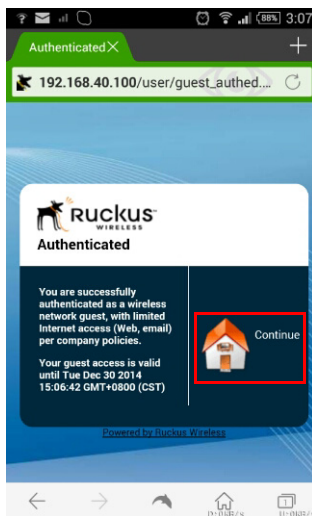 88% 3:07
Authenticated
192.168.40.100/user/guest_authed....
Ruckus
WIRELESS
Authenticated
You are successfully
authenticated as a wireless
network guest, with limited
Internet access (Web, email)
per company policies.
Your guest access is valid
until Tue Dec 30 2014
15:06:42 GMT+0800 (CST)
Continue
Powered by Ruckus Wireless
1